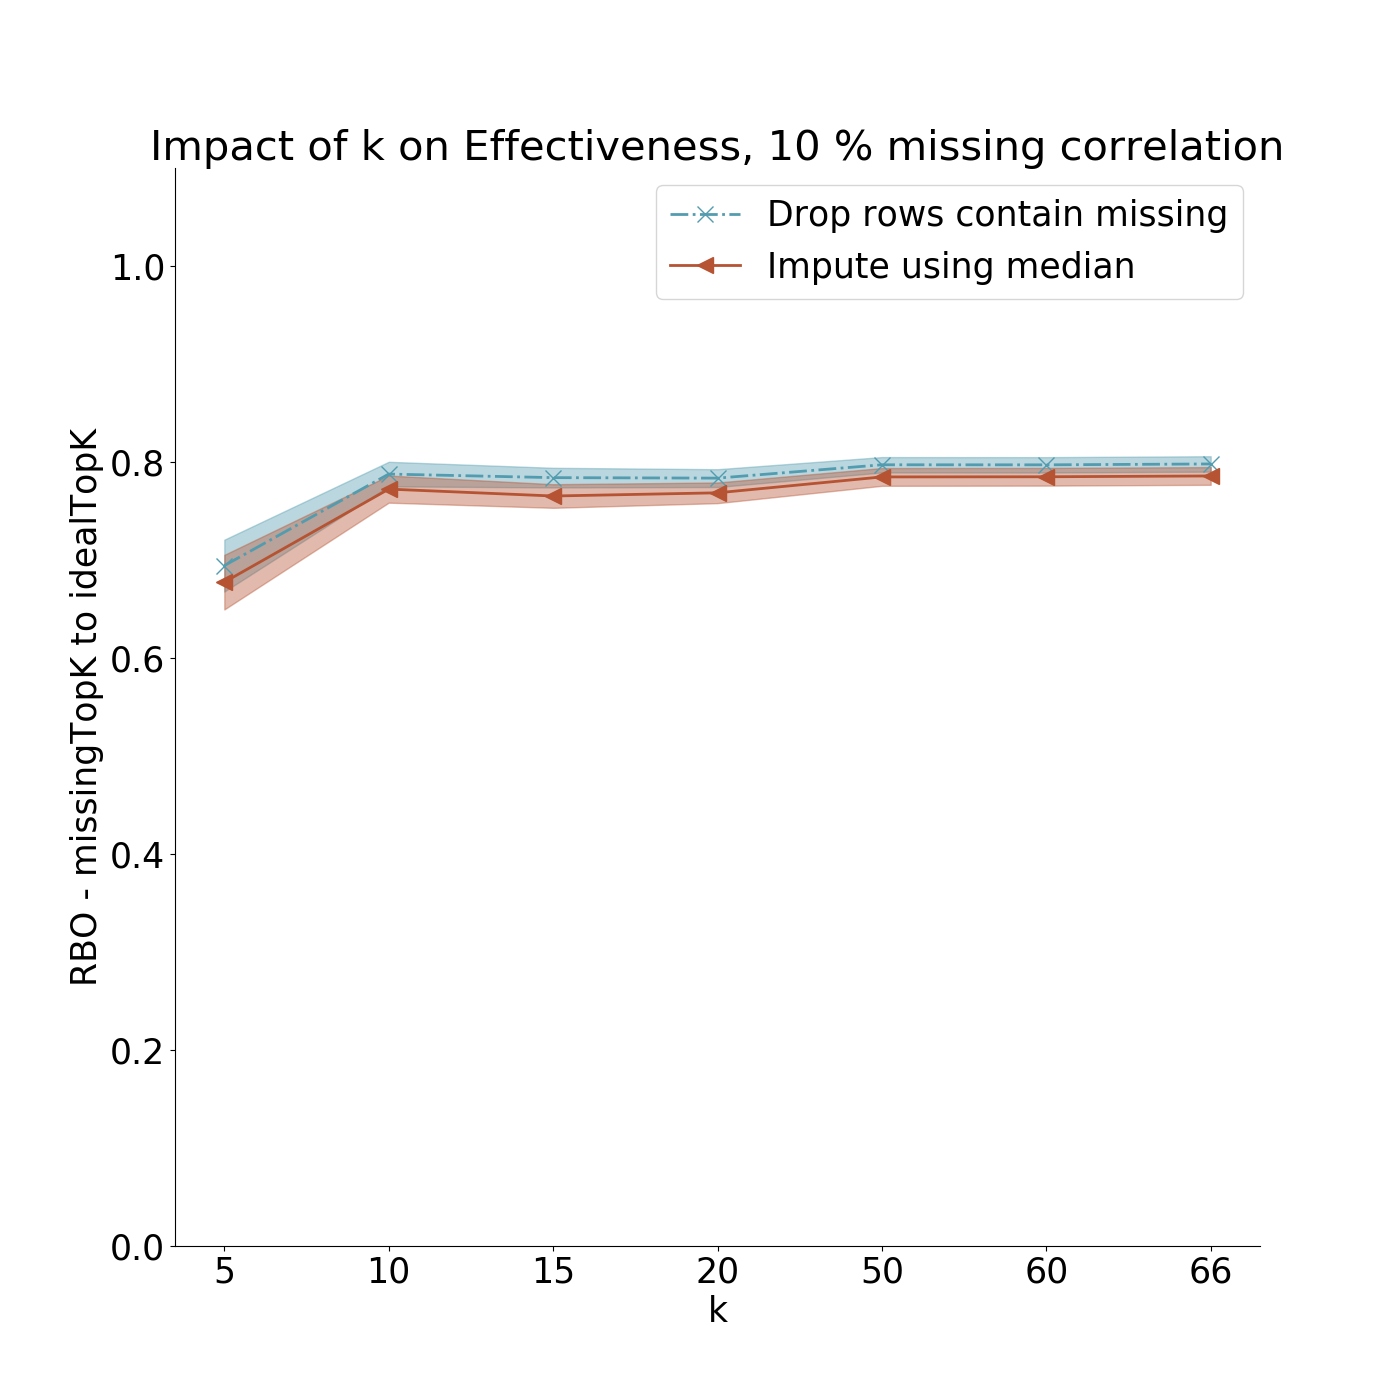 Impact of k on Effectiveness, 10 % missing correlation
Drop rows contain missing
Impute using median
RBO - missingTopK to idealTopK
1.0
0.8
0.6
0.4
0.2
0.0
5 10 15 20 50 60 66
k